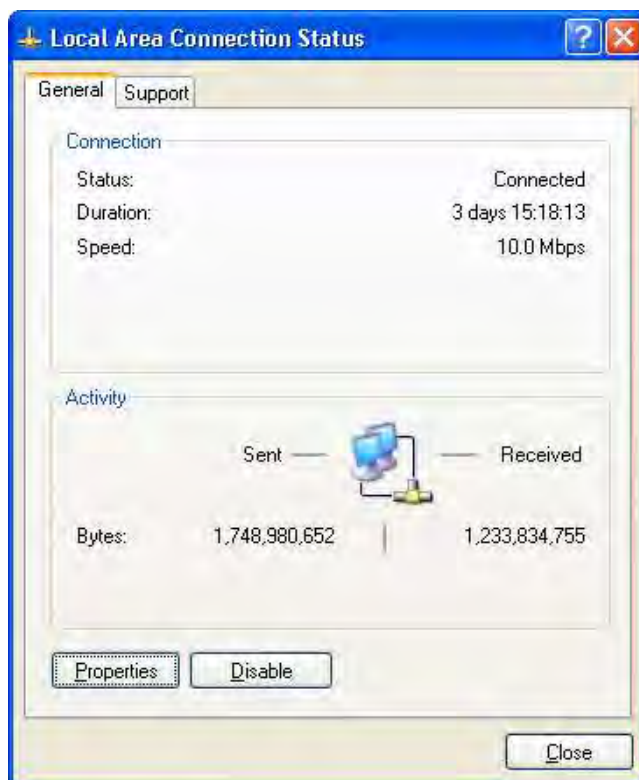 Local Area Connection Status
General Support
Connection
Status: Connected
Duration: 3 days 15:18:13
Speed: 10.0 Mbps
Activity
Sent Received
Bytes: 1,748,980,652 1,233,834,755
Properties Disable
Close